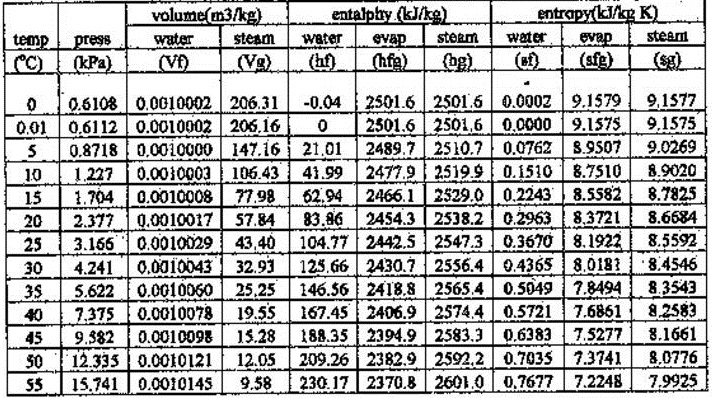 volume(m3/kg) entalphy (kJ/kg) entropy(kJ/kg K)
temp press water steam water evap steam water evap steam
(°C) (kPa) (Vf) (Vg) (hf) (hfg) (hg) (sf) (sfg) (sg)
0 0.6108 0.0010002 206.31 -0.04 2501.6 2501.6 0.0002 9.1579 9.1577
0.01 0.6112 0.0010002 206.16 0 2501.6 2501.6 0.0000 9.1575 9.1575
5 0.8718 0.0010000 147.16 21.01 2489.7 2510.7 0.0762 8.9507 9.0269
10 1.227 0.0010003 106.43 41.99 2477.9 2519.9 0.1510 8.7510 8.9020
15 1.704 0.0010008 77.98 62.94 2466.1 2529.0 0.2243 8.5582 8.7825
20 2.377 0.0010017 57.84 83.86 2454.3 2538.2 0.2963 8.3721 8.6684
25 3.166 0.0010029 43.40 104.77 2442.5 2547.3 0.3670 8.1922 8.5592
30 4.241 0.0010043 32.93 125.66 2430.7 2556.4 0.4365 8.0181 8.4546
35 5.622 0.0010060 25.25 146.56 2418.8 2565.4 0.5049 7.8494 8.3543
40 7.375 0.0010078 19.55 167.45 2406.9 2574.4 0.5721 7.6861 8.2583
45 9.582 0.0010098 15.28 188.35 2394.9 2583.3 0.6383 7.5277 8.1661
50 12.335 0.0010121 12.05 209.26 2382.9 2592.2 0.7035 7.3741 8.0776
55 15.741 0.0010145 9.58 230.17 2370.8 2601.0 0.7677 7.2248 7.9925